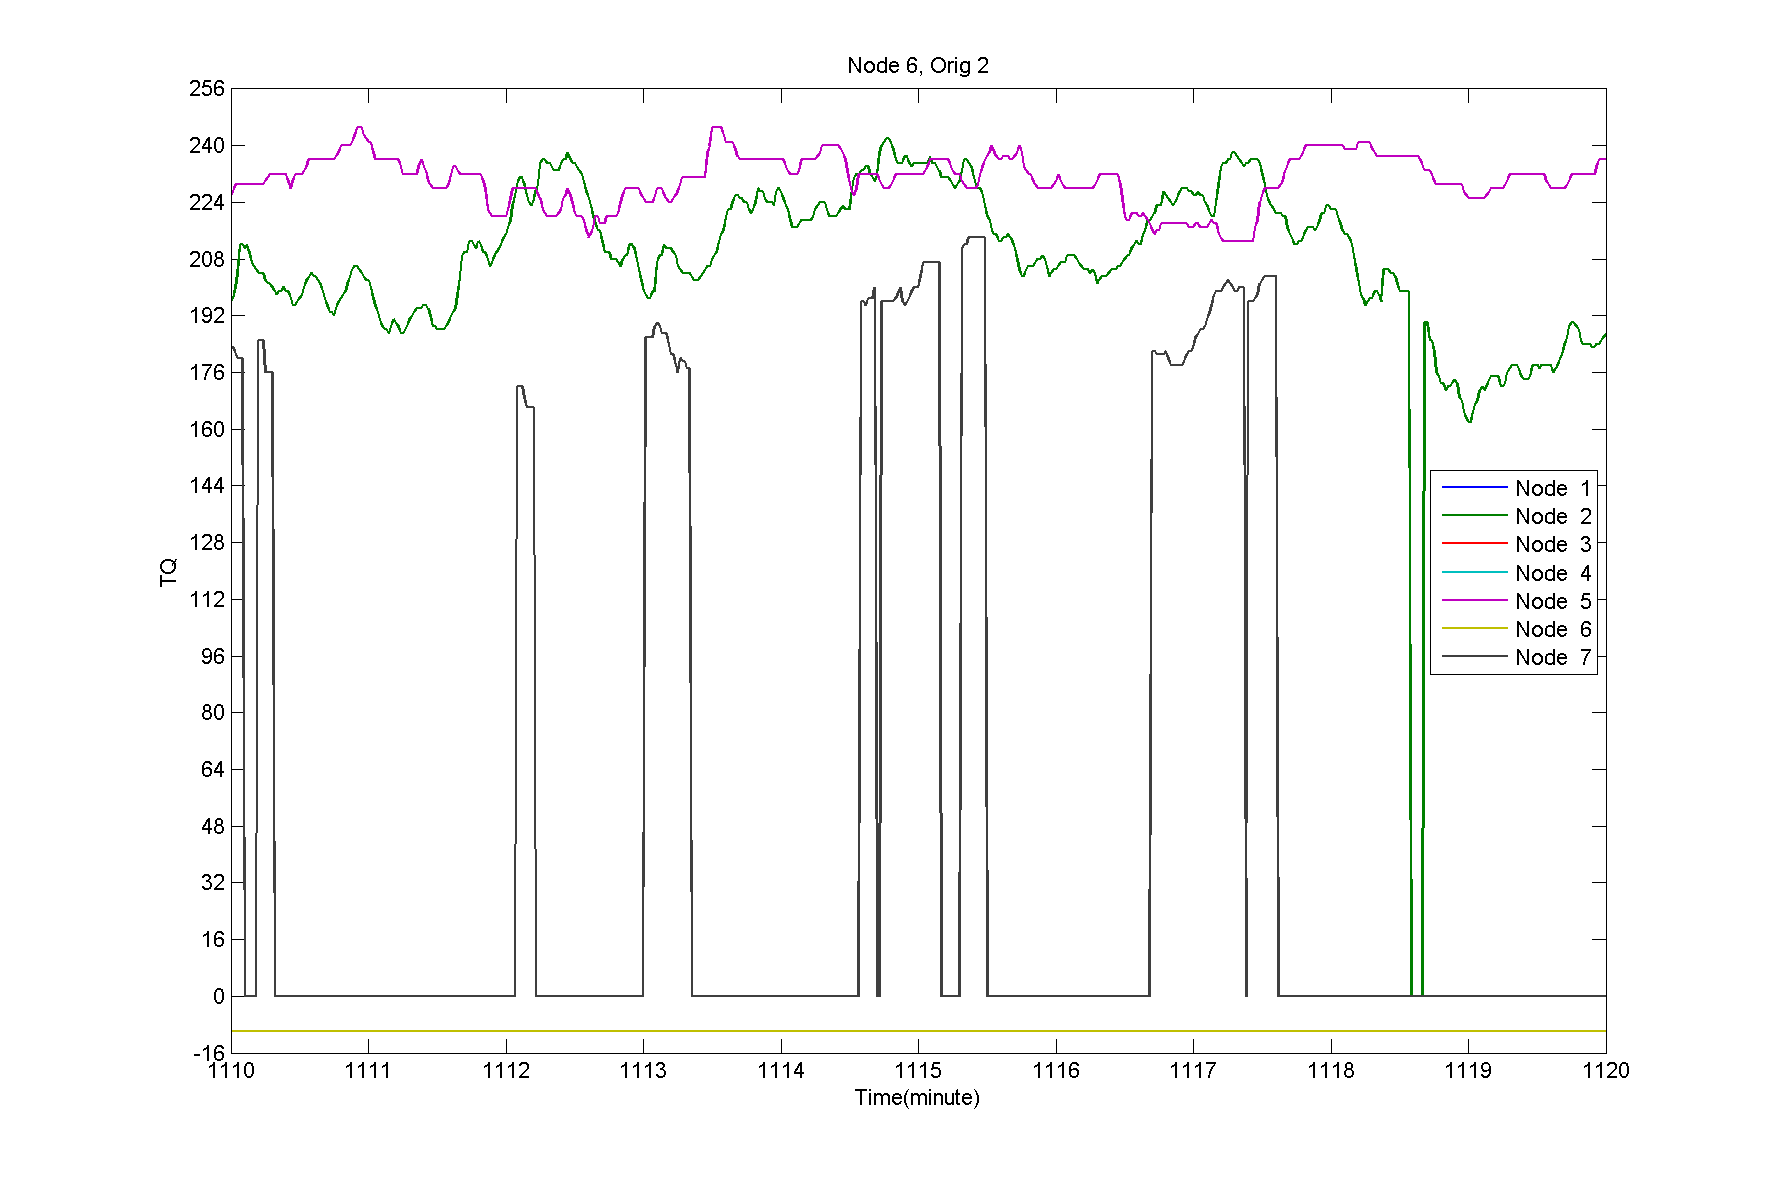 Node 6, Orig 2
256
240
224
208
192
176
160
144
128
112
96
80
64
48
32
16
0
-16
TQ
Node 1
Node 2
Node 3
Node 4
Node 5
Node 6
Node 7
1110 1111 1112 1113 1114 1115 1116 1117 1118 1119 1120
Time(minute)